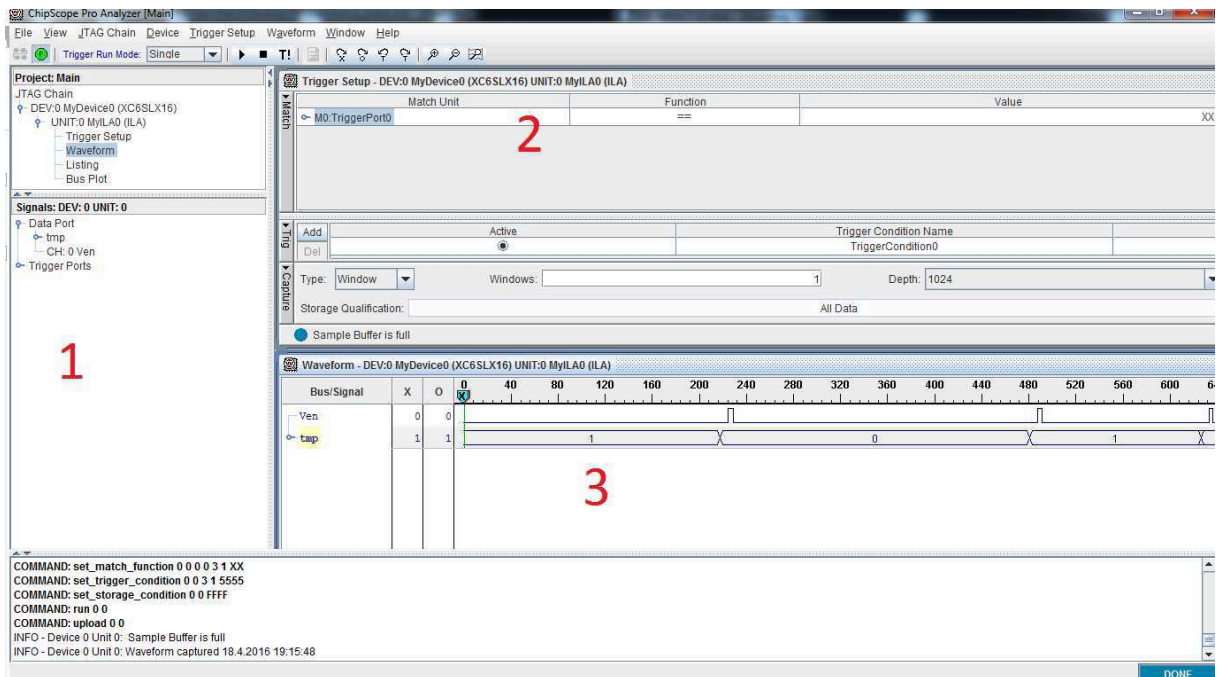 ChipScope Pro Analyzer [Main]
File View JTAG Chain Device Trigger Setup Waveform Window Help
Trigger Run Mode: Single T!
Project: Main
JTAG Chain
DEV:0 MyDevice0 (XC6SLX16)
UNIT:0 MyILA0 (ILA)
Trigger Setup
Waveform
Listing
Bus Plot
Signals: DEV: 0 UNIT: 0
Data Port
tmp
CH: 0 Ven
Trigger Ports
1
Trigger Setup - DEV:0 MyDevice0 (XC6SLX16) UNIT:0 MyILA0 (ILA)
Match
Match Unit Function Value
M0:TriggerPort0 == XX
2
Trig
Add Active Trigger Condition Name
Del TriggerCondition0
Capture
Type: Window Windows: 1 Depth: 1024
Storage Qualification: All Data
Sample Buffer is full
Waveform - DEV:0 MyDevice0 (XC6SLX16) UNIT:0 MyILA0 (ILA)
Bus/Signal X O 0 40 80 120 160 200 240 280 320 360 400 440 480 520 560 600
X
Ven 0 0
tmp 1 1 1 0 1
3
COMMAND: set_match_function 0 0 0 0 3 1 XX
COMMAND: set_trigger_condition 0 0 3 1 5555
COMMAND: set_storage_condition 0 0 FFFF
COMMAND: run 0 0
COMMAND: upload 0 0
INFO - Device 0 Unit 0: Sample Buffer is full
INFO - Device 0 Unit 0: Waveform captured 18.4.2016 19:15:48
DONE